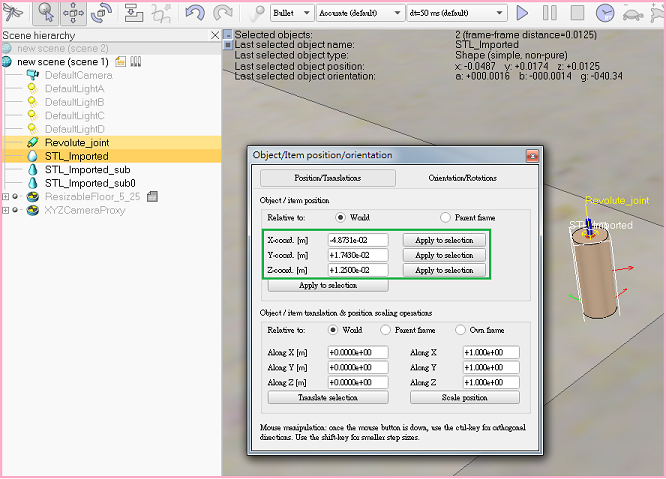 Bullet Accurate (default) dt=50 ms (default)
Scene hierarchy
new scene (scene 2)
new scene (scene 1)
DefaultCamera
DefaultLightA
DefaultLightB
DefaultLightC
DefaultLightD
Revolute_joint
STL_Imported
STL_Imported_sub
STL_Imported_sub0
ResizableFloor_5_25
XYZCameraProxy
Selected objects: 2 (frame-frame distance=0.0125)
Last selected object name: STL_Imported
Last selected object type: Shape (simple, non-pure)
Last selected object position: x: -0.0487 y: +0.0174 z: +0.0125
Last selected object orientation: a: +000.0016 b: -000.0014 g: -040.34
Object/Item position/orientation
Position/Translations Orientation/Rotations
Object / item position
Relative to: World Parent frame
X-coord. [m] -4.8731e-02 Apply to selection
Y-coord. [m] +1.7430e-02 Apply to selection
Z-coord. [m] +1.2500e-02 Apply to selection
Apply to selection
Object / item translation & position scaling operations
Relative to: World Parent frame Own frame
Along X [m] +0.0000e+00 Along X +1.000e+00
Along Y [m] +0.0000e+00 Along Y +1.000e+00
Along Z [m] +0.0000e+00 Along Z +1.000e+00
Translate selection Scale position
Mouse manipulation: once the mouse button is down, use the ctrl-key for orthogonal
directions. Use the shift-key for smaller step sizes.
Revolute_joint
STL_Imported